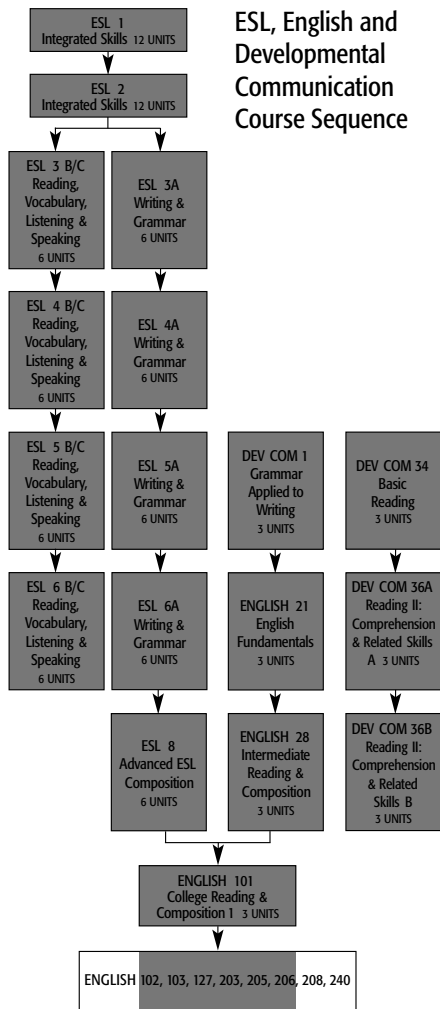 ESL, English and
Developmental
Communication
Course Sequence
ESL 1
Integrated Skills 12 UNITS
ESL 2
Integrated Skills 12 UNITS
ESL 3 B/C
Reading,
Vocabulary,
Listening &
Speaking
6 UNITS
ESL 3A
Writing &
Grammar
6 UNITS
ESL 4 B/C
Reading,
Vocabulary,
Listening &
Speaking
6 UNITS
ESL 4A
Writing &
Grammar
6 UNITS
ESL 5 B/C
Reading,
Vocabulary,
Listening &
Speaking
6 UNITS
ESL 5A
Writing &
Grammar
6 UNITS
DEV COM 1
Grammar
Applied to
Writing
3 UNITS
DEV COM 34
Basic
Reading
3 UNITS
ESL 6 B/C
Reading,
Vocabulary,
Listening &
Speaking
6 UNITS
ESL 6A
Writing &
Grammar
6 UNITS
ENGLISH 21
English
Fundamentals
3 UNITS
DEV COM 36A
Reading II:
Comprehension
& Related Skills
A 3 UNITS
ESL 8
Advanced ESL
Composition
6 UNITS
ENGLISH 28
Intermediate
Reading &
Composition
3 UNITS
DEV COM 36B
Reading II:
Comprehension
& Related
Skills B
3 UNITS
ENGLISH 101
College Reading &
Composition 1 3 UNITS
ENGLISH 102, 103, 127, 203, 205, 206, 208, 240